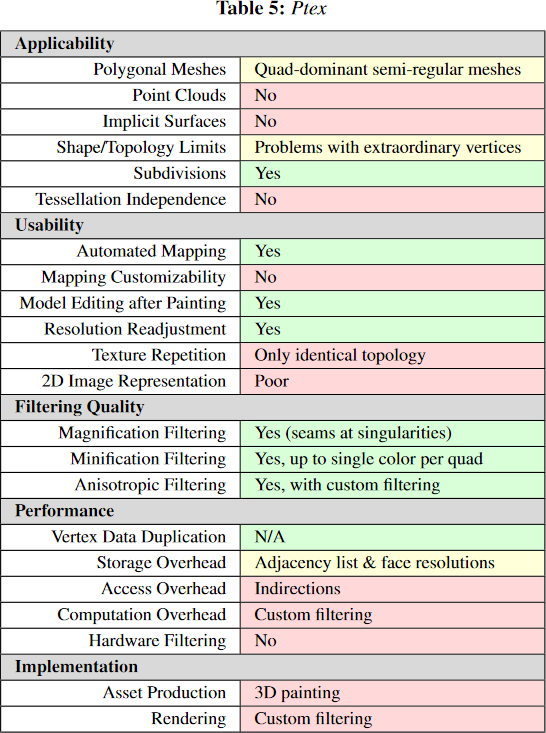 Table 5: Ptex
Applicability
Polygonal Meshes Quad-dominant semi-regular meshes
Point Clouds No
Implicit Surfaces No
Shape/Topology Limits Problems with extraordinary vertices
Subdivisions Yes
Tessellation Independence No
Usability
Automated Mapping Yes
Mapping Customizability No
Model Editing after Painting Yes
Resolution Readjustment Yes
Texture Repetition Only identical topology
2D Image Representation Poor
Filtering Quality
Magnification Filtering Yes (seams at singularities)
Minification Filtering Yes, up to single color per quad
Anisotropic Filtering Yes, with custom filtering
Performance
Vertex Data Duplication N/A
Storage Overhead Adjacency list & face resolutions
Access Overhead Indirections
Computation Overhead Custom filtering
Hardware Filtering No
Implementation
Asset Production 3D painting
Rendering Custom filtering